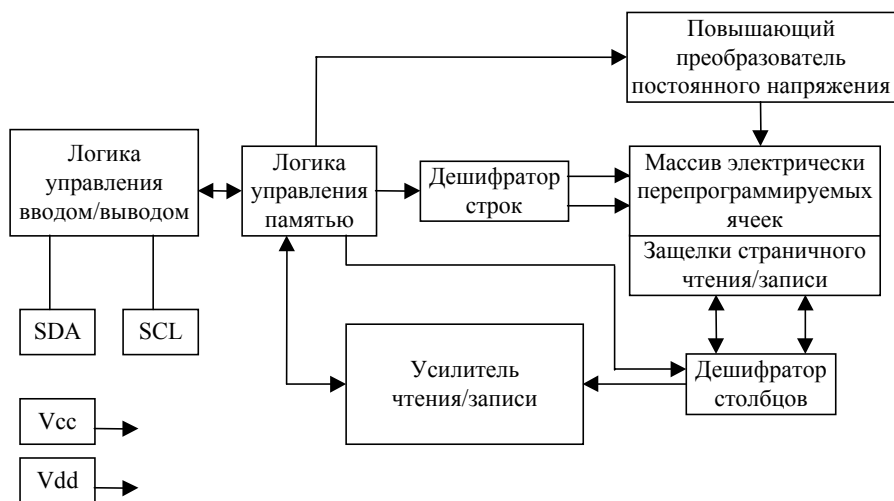 Повышающий
преобразователь
постоянного напряжения
Логика
управления
вводом/выводом
Логика
управления
памятью
Дешифратор
строк
Массив электрически
перепрограммируемых
ячеек
Защелки страничного
чтения/записи
SDA
SCL
Усилитель
чтения/записи
Дешифратор
столбцов
Vcc
Vdd